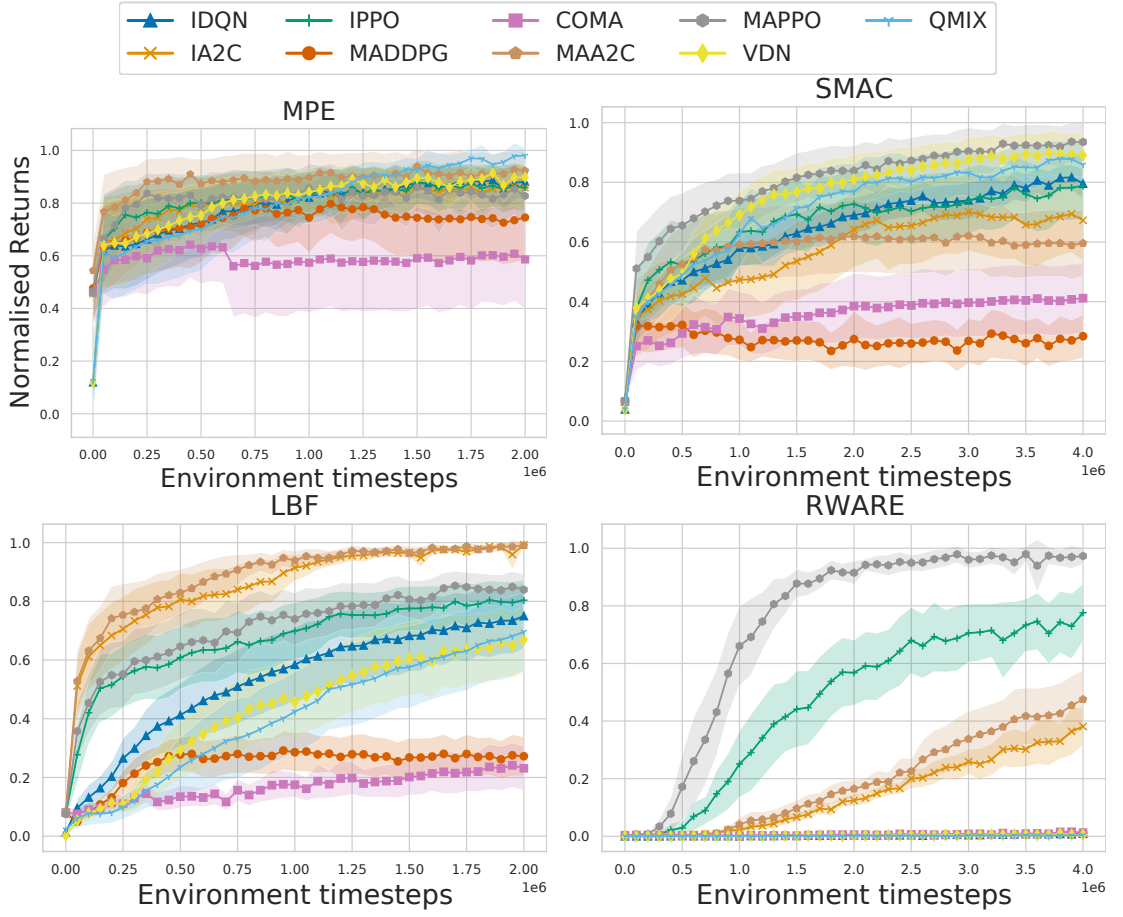 IDQN IPPO COMA MAPPO QMIX
IA2C MADDPG MAA2C VDN
MPE
SMAC
Normalised Returns
1.0
0.8
0.6
0.4
0.2
0.0
0.00 0.25 0.50 0.75 1.00 1.25 1.50 1.75 2.00
1e6
Environment timesteps
1.0
0.8
0.6
0.4
0.2
0.0
0.0 0.5 1.0 1.5 2.0 2.5 3.0 3.5 4.0
1e6
Environment timesteps
LBF
RWARE
1.0
0.8
0.6
0.4
0.2
0.0
0.00 0.25 0.50 0.75 1.00 1.25 1.50 1.75 2.00
1e6
Environment timesteps
1.0
0.8
0.6
0.4
0.2
0.0
0.0 0.5 1.0 1.5 2.0 2.5 3.0 3.5 4.0
1e6
Environment timesteps